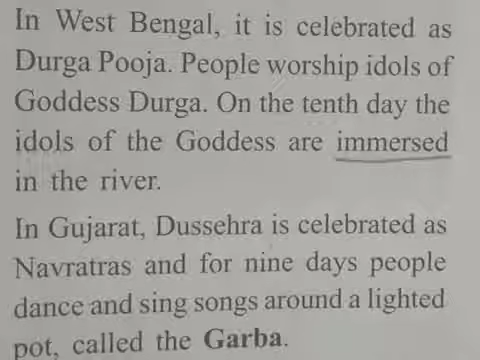 In West Bengal, it is celebrated as
Durga Pooja. People worship idols of
Goddess Durga. On the tenth day the
idols of the Goddess are immersed
in the river.
In Gujarat, Dussehra is celebrated as
Navratras and for nine days people
dance and sing songs around a lighted
pot, called the Garba.